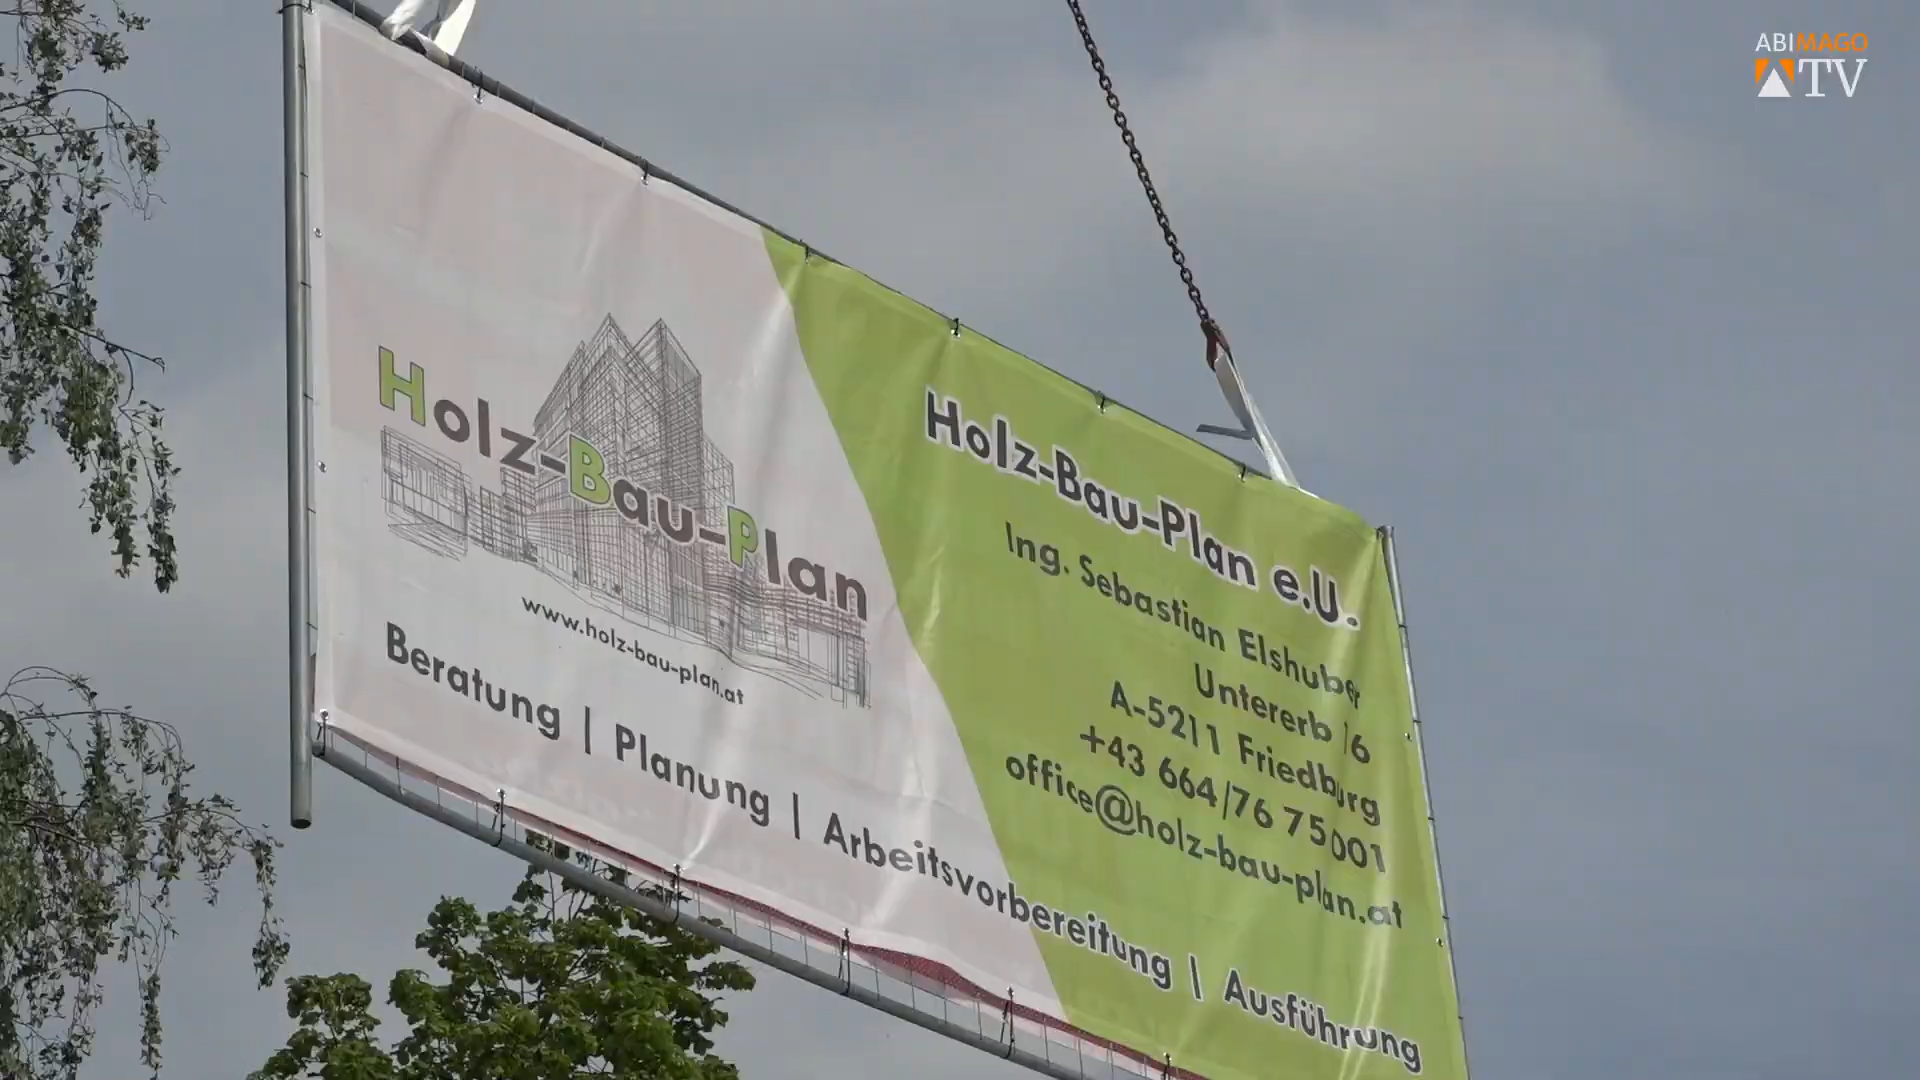 ABIMAGO
TV
Holz-Bau-Plan
www.holz-bau-plan.at
Holz-Bau-Plan e.U.
Ing. Sebastian Elshuber
Untererb 16
A-5211 Friedburg
+43 664/76 75001
office@holz-bau-plan.at
Beratung | Planung | Arbeitsvorbereitung | Ausführung